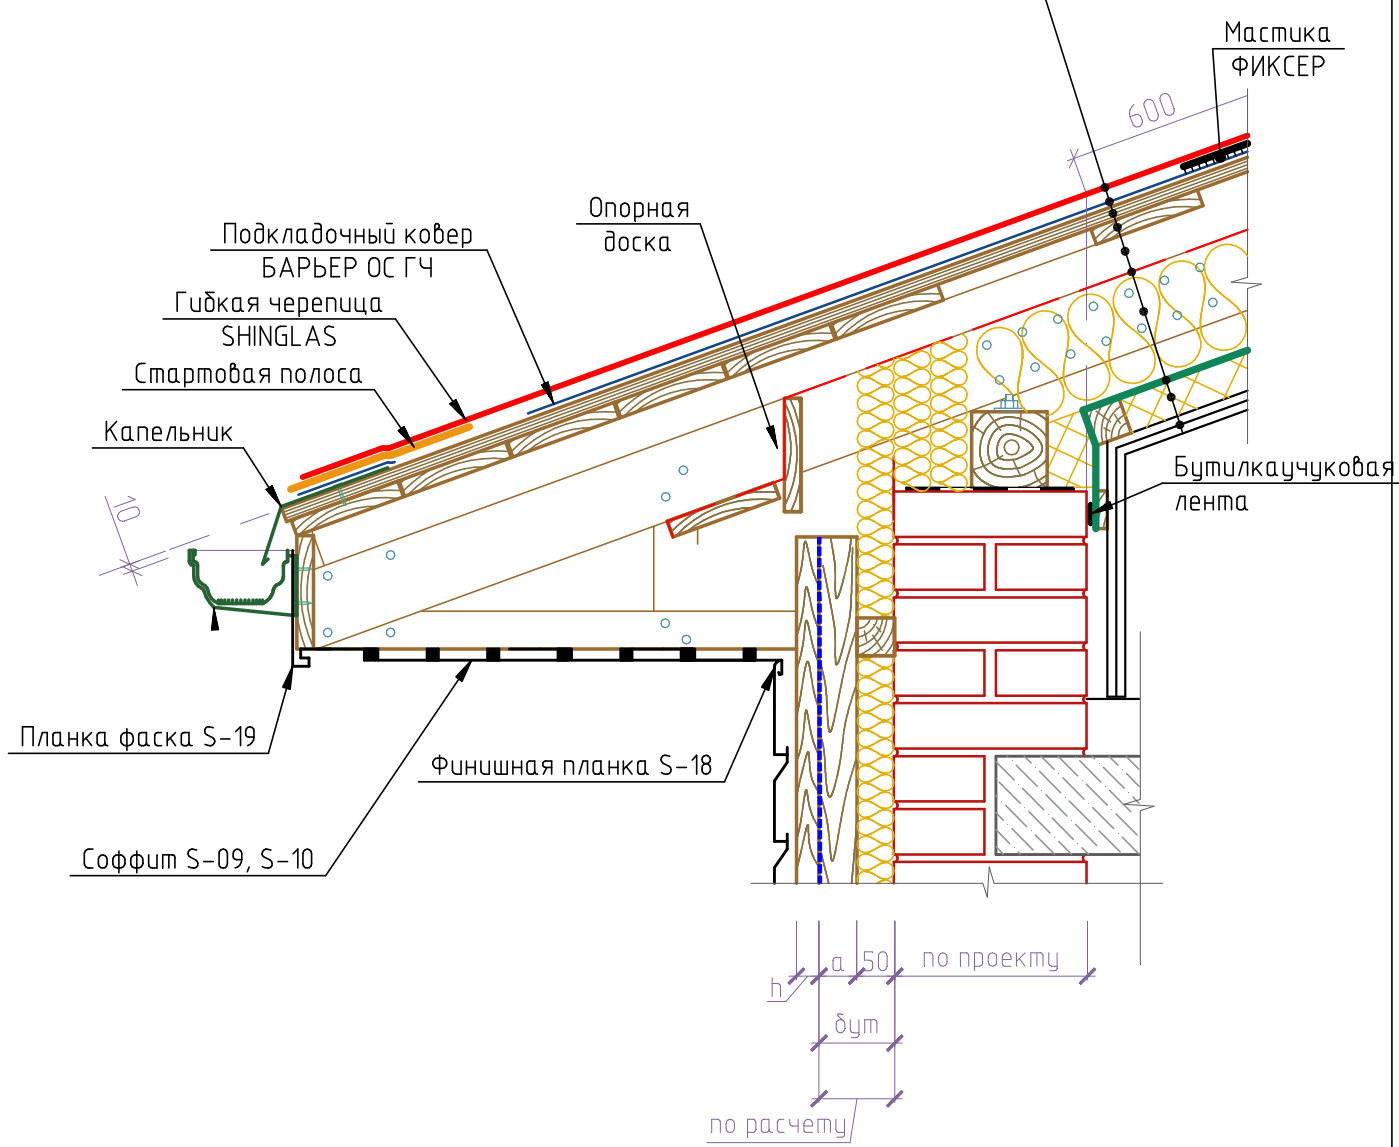 Мастика
ФИКСЕР
600
Опорная
доска
Подкладочный ковер
БАРЬЕР ОС ГЧ
Гибкая черепица
SHINGLAS
Стартовая полоса
Капельник
10
Бутилкаучуковая
лента
Планка фаска S-19
Финишная планка S-18
Соффит S-09, S-10
h
а
50
по проекту
бут
по расчету